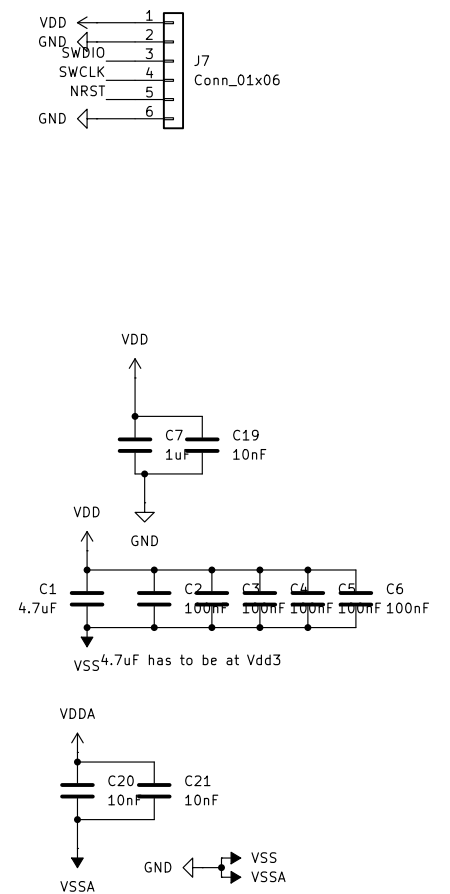 VDD 1
GND 2
SWDIO 3
J7
SWCLK 4
Conn_01x06
NRST 5
GND 6
VDD
C7 C19
1uF 10nF
GND
VDD
C1 C2 C3 C4 C5 C6
4.7uF 100nF 100nF 100nF 100nF 100nF
VSS 4.7uF has to be at Vdd3
VDDA
C20 C21
10nF 10nF
GND VSS
VSSA
VSSA